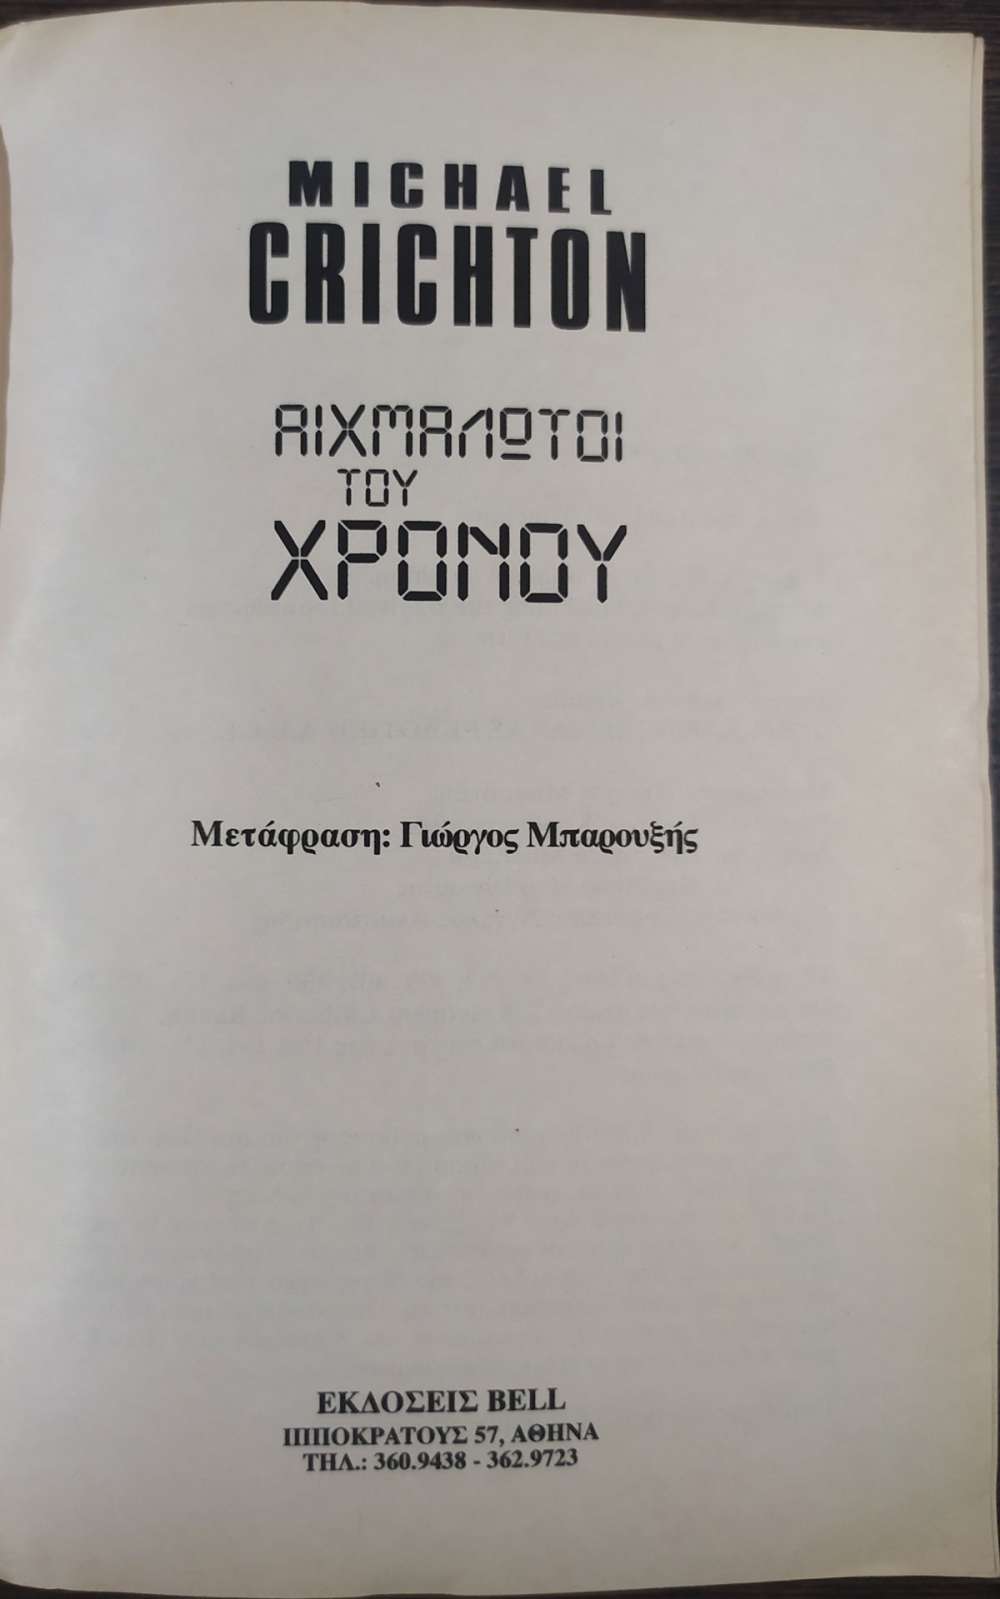 MICHAEL
CRICHTON
ΑΙΧΜΑΛΩΤΟΙ
ΤΟΥ
ΧΡΟΝΟΥ
Μετάφραση: Γιώργος Μπαρουξής
ΕΚΔΟΣΕΙΣ BELL
ΙΠΠΟΚΡΑΤΟΥΣ 57, ΑΘΗΝΑ
ΤΗΛ.: 360.9438 - 362.9723